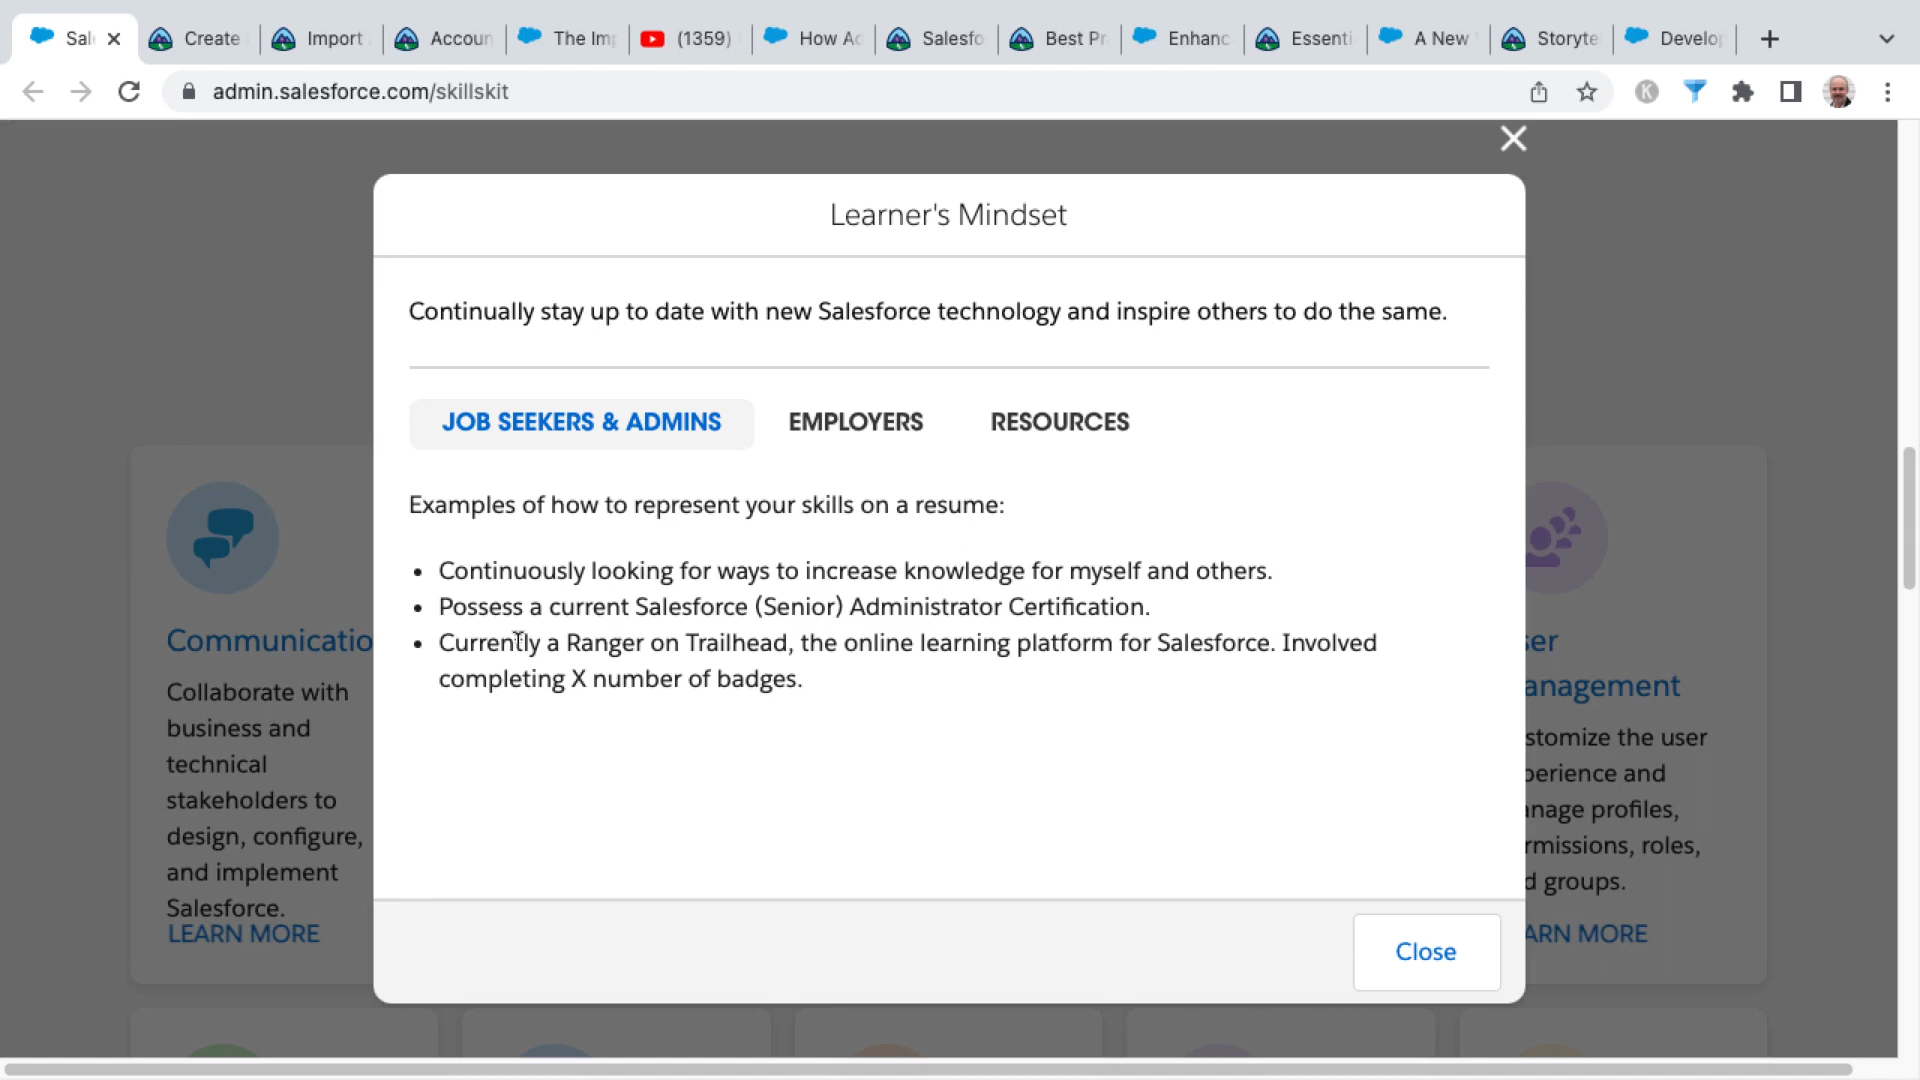 Sal
Create
Import
Accoun
The Imp
(1359)
How Ac
Salesfo
Best Pr
Enhanc
Essenti
A New
Storyte
Develop
admin.salesforce.com/skillskit
K
Learner's Mindset
Continually stay up to date with new Salesforce technology and inspire others to do the same.
JOB SEEKERS & ADMINS
EMPLOYERS
RESOURCES
Examples of how to represent your skills on a resume:
• Continuously looking for ways to increase knowledge for myself and others.
• Possess a current Salesforce (Senior) Administrator Certification.
• Currently a Ranger on Trailhead, the online learning platform for Salesforce. Involved
completing X number of badges.
Close
Communicatio
Collaborate with
business and
technical
stakeholders to
design, configure,
and implement
Salesforce.
LEARN MORE
ser
anagement
stomize the user
perience and
anage profiles,
rmissions, roles,
d groups.
ARN MORE